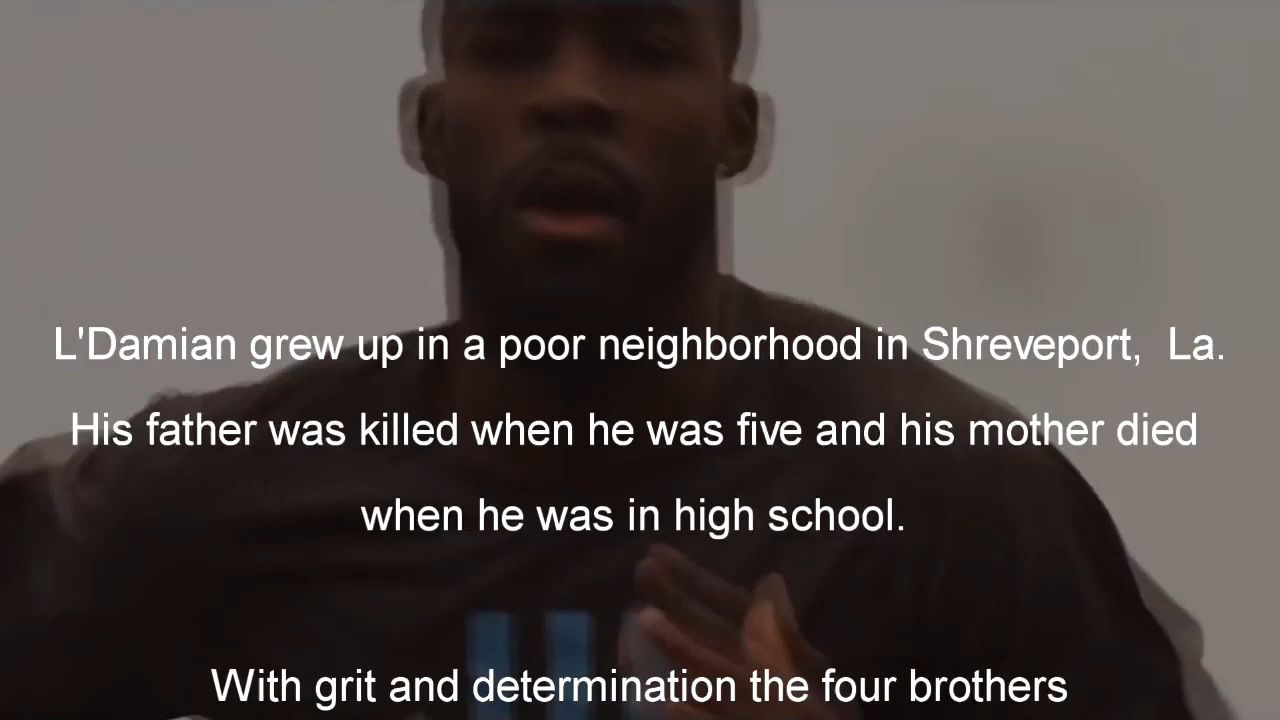 L'Damian grew up in a poor neighborhood in Shreveport,  La.
His father was killed when he was five and his mother died
when he was in high school.
With grit and determination the four brothers